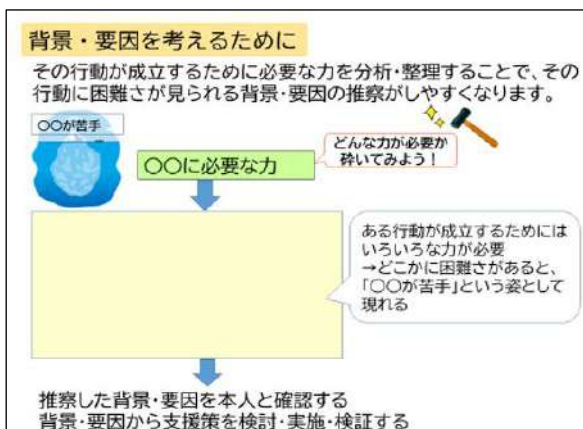 背景・要因を考えるために
その行動が成立するために必要な力を分析・整理することで、その
行動に困難さが見られる背景・要因の推察がしやすくなります。
〇〇が苦手
〇〇に必要な力
どんな力が必要か
砕いてみよう！
ある行動が成立するためには
いろいろな力が必要
→どこかに困難さがあると、
「〇〇が苦手」という姿として
現れる
推察した背景・要因を本人と確認する
背景・要因から支援策を検討・実施・検証する